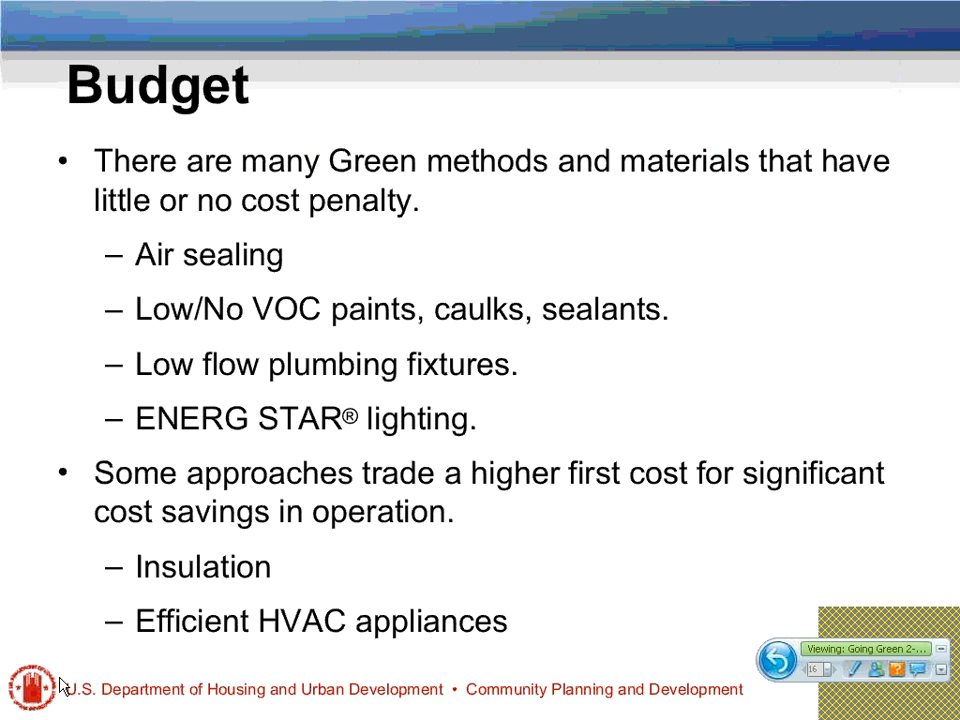 Budget
• There are many Green methods and materials that have
little or no cost penalty.
– Air sealing
– Low/No VOC paints, caulks, sealants.
– Low flow plumbing fixtures.
– ENERG STAR® lighting.
• Some approaches trade a higher first cost for significant
cost savings in operation.
– Insulation
– Efficient HVAC appliances
Viewing: Going Green 2-...
16
U.S. Department of Housing and Urban Development • Community Planning and Development